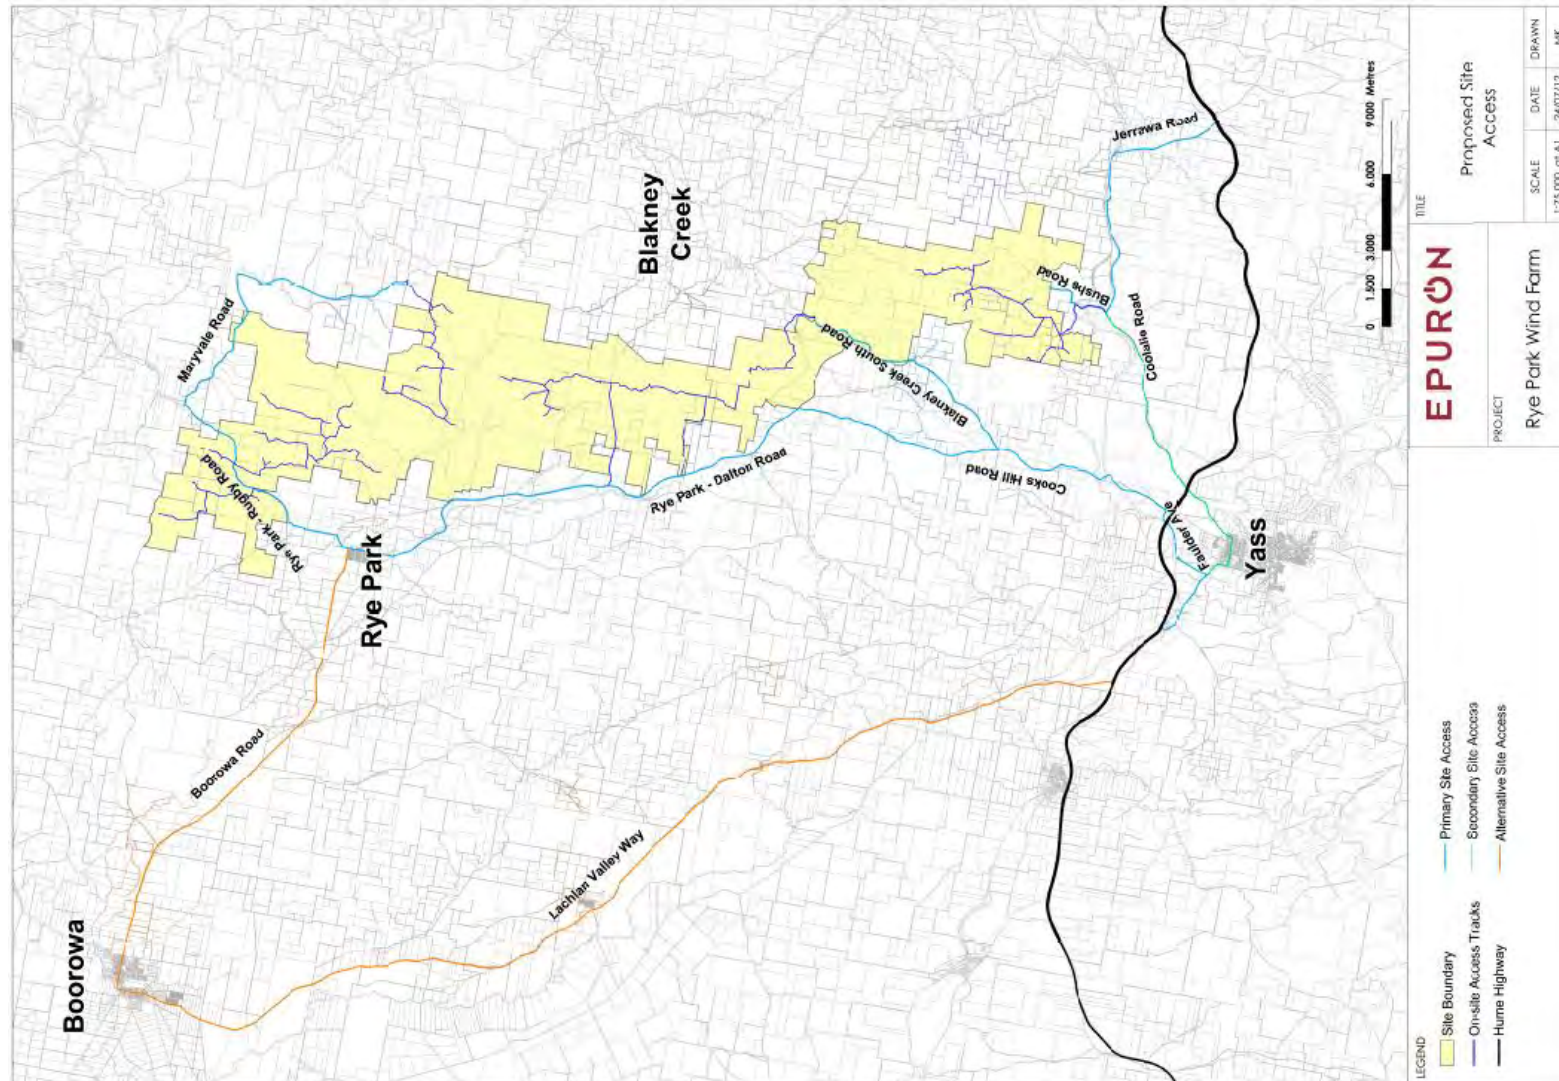 Boorowa
Rye Park
Blakney
Creek
Yass
Maryvale Road
Rye Park - Rugby Road
Boorowa Road
Lachlan Valley Way
Rye Park - Dalton Road
Blakney Creek South Road
Cooks Hill Road
Bushs Road
Jerrawa Road
Coolalie Road
Faulder Ave
0 1,500 3,000 6,000 9000 Metres
LEGEND
Site Boundary
On-site Access Tracks
Hume Highway
Primary Site Access
Secondary Site Access
Alternative Site Access
EPURON
PROJECT
Rye Park Wind Farm
TITLE
Proposed Site
Access
SCALE
DATE
DRAWN